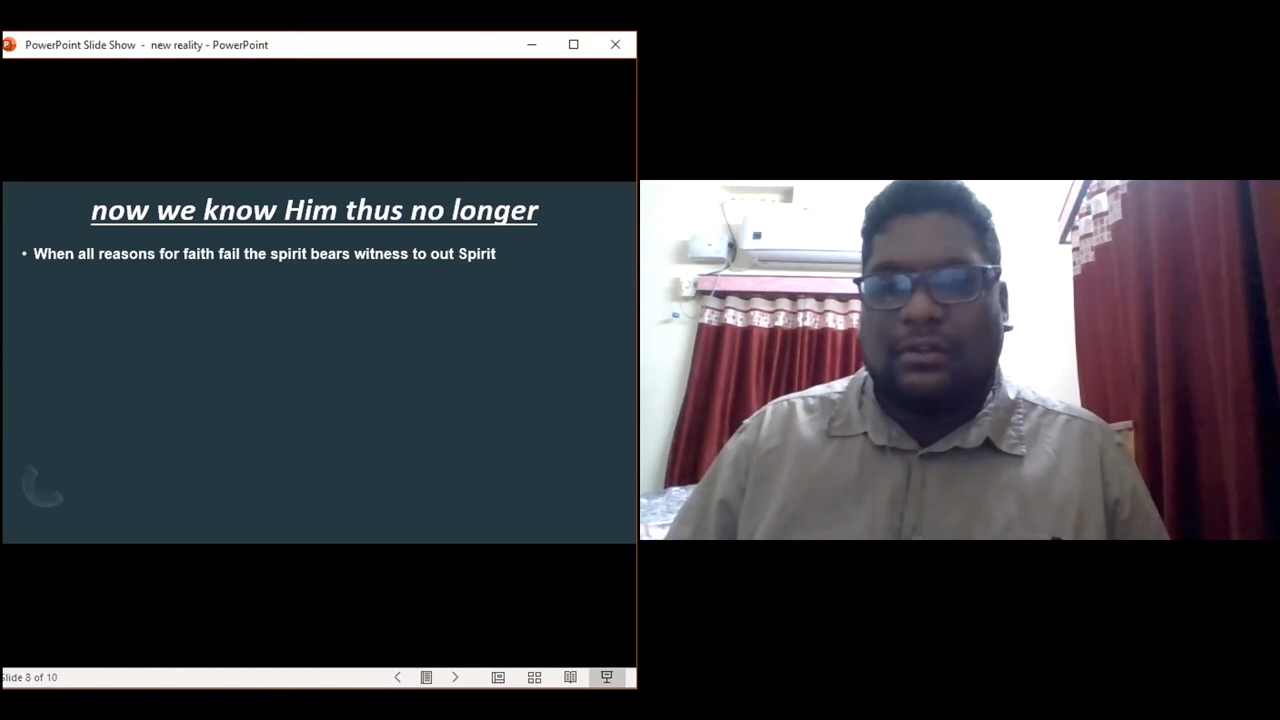 PowerPoint Slide Show - new reality - PowerPoint
now we know Him thus no longer
• When all reasons for faith fail the spirit bears witness to out Spirit
Slide 8 of 10